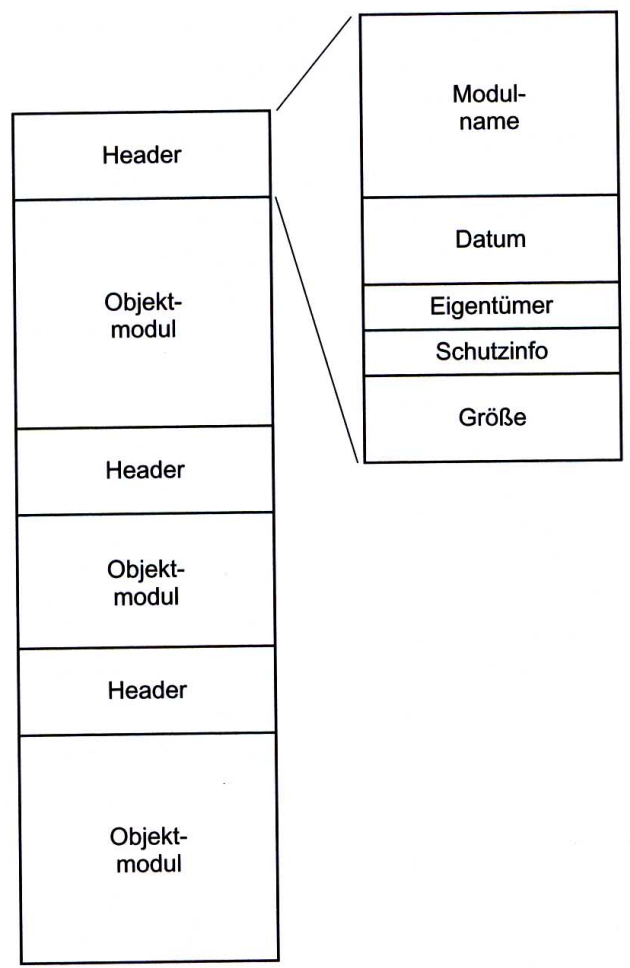 Header
Objekt-
modul
Header
Objekt-
modul
Header
Objekt-
modul
Modul-
name
Datum
Eigentümer
Schutzinfo
Größe